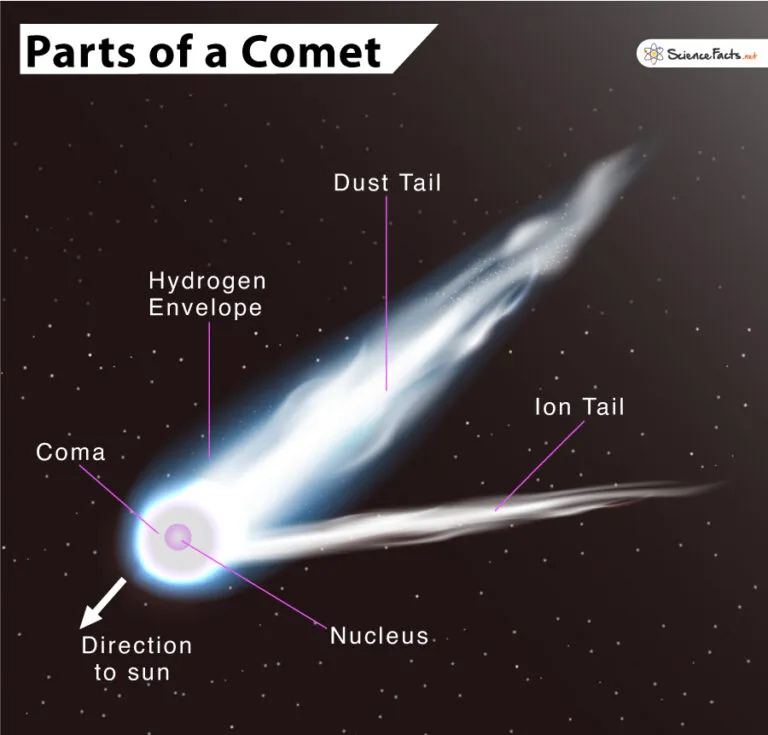 Parts of a Comet
ScienceFacts.net
Dust Tail
Hydrogen
Envelope
Ion Tail
Coma
Nucleus
Direction
to sun